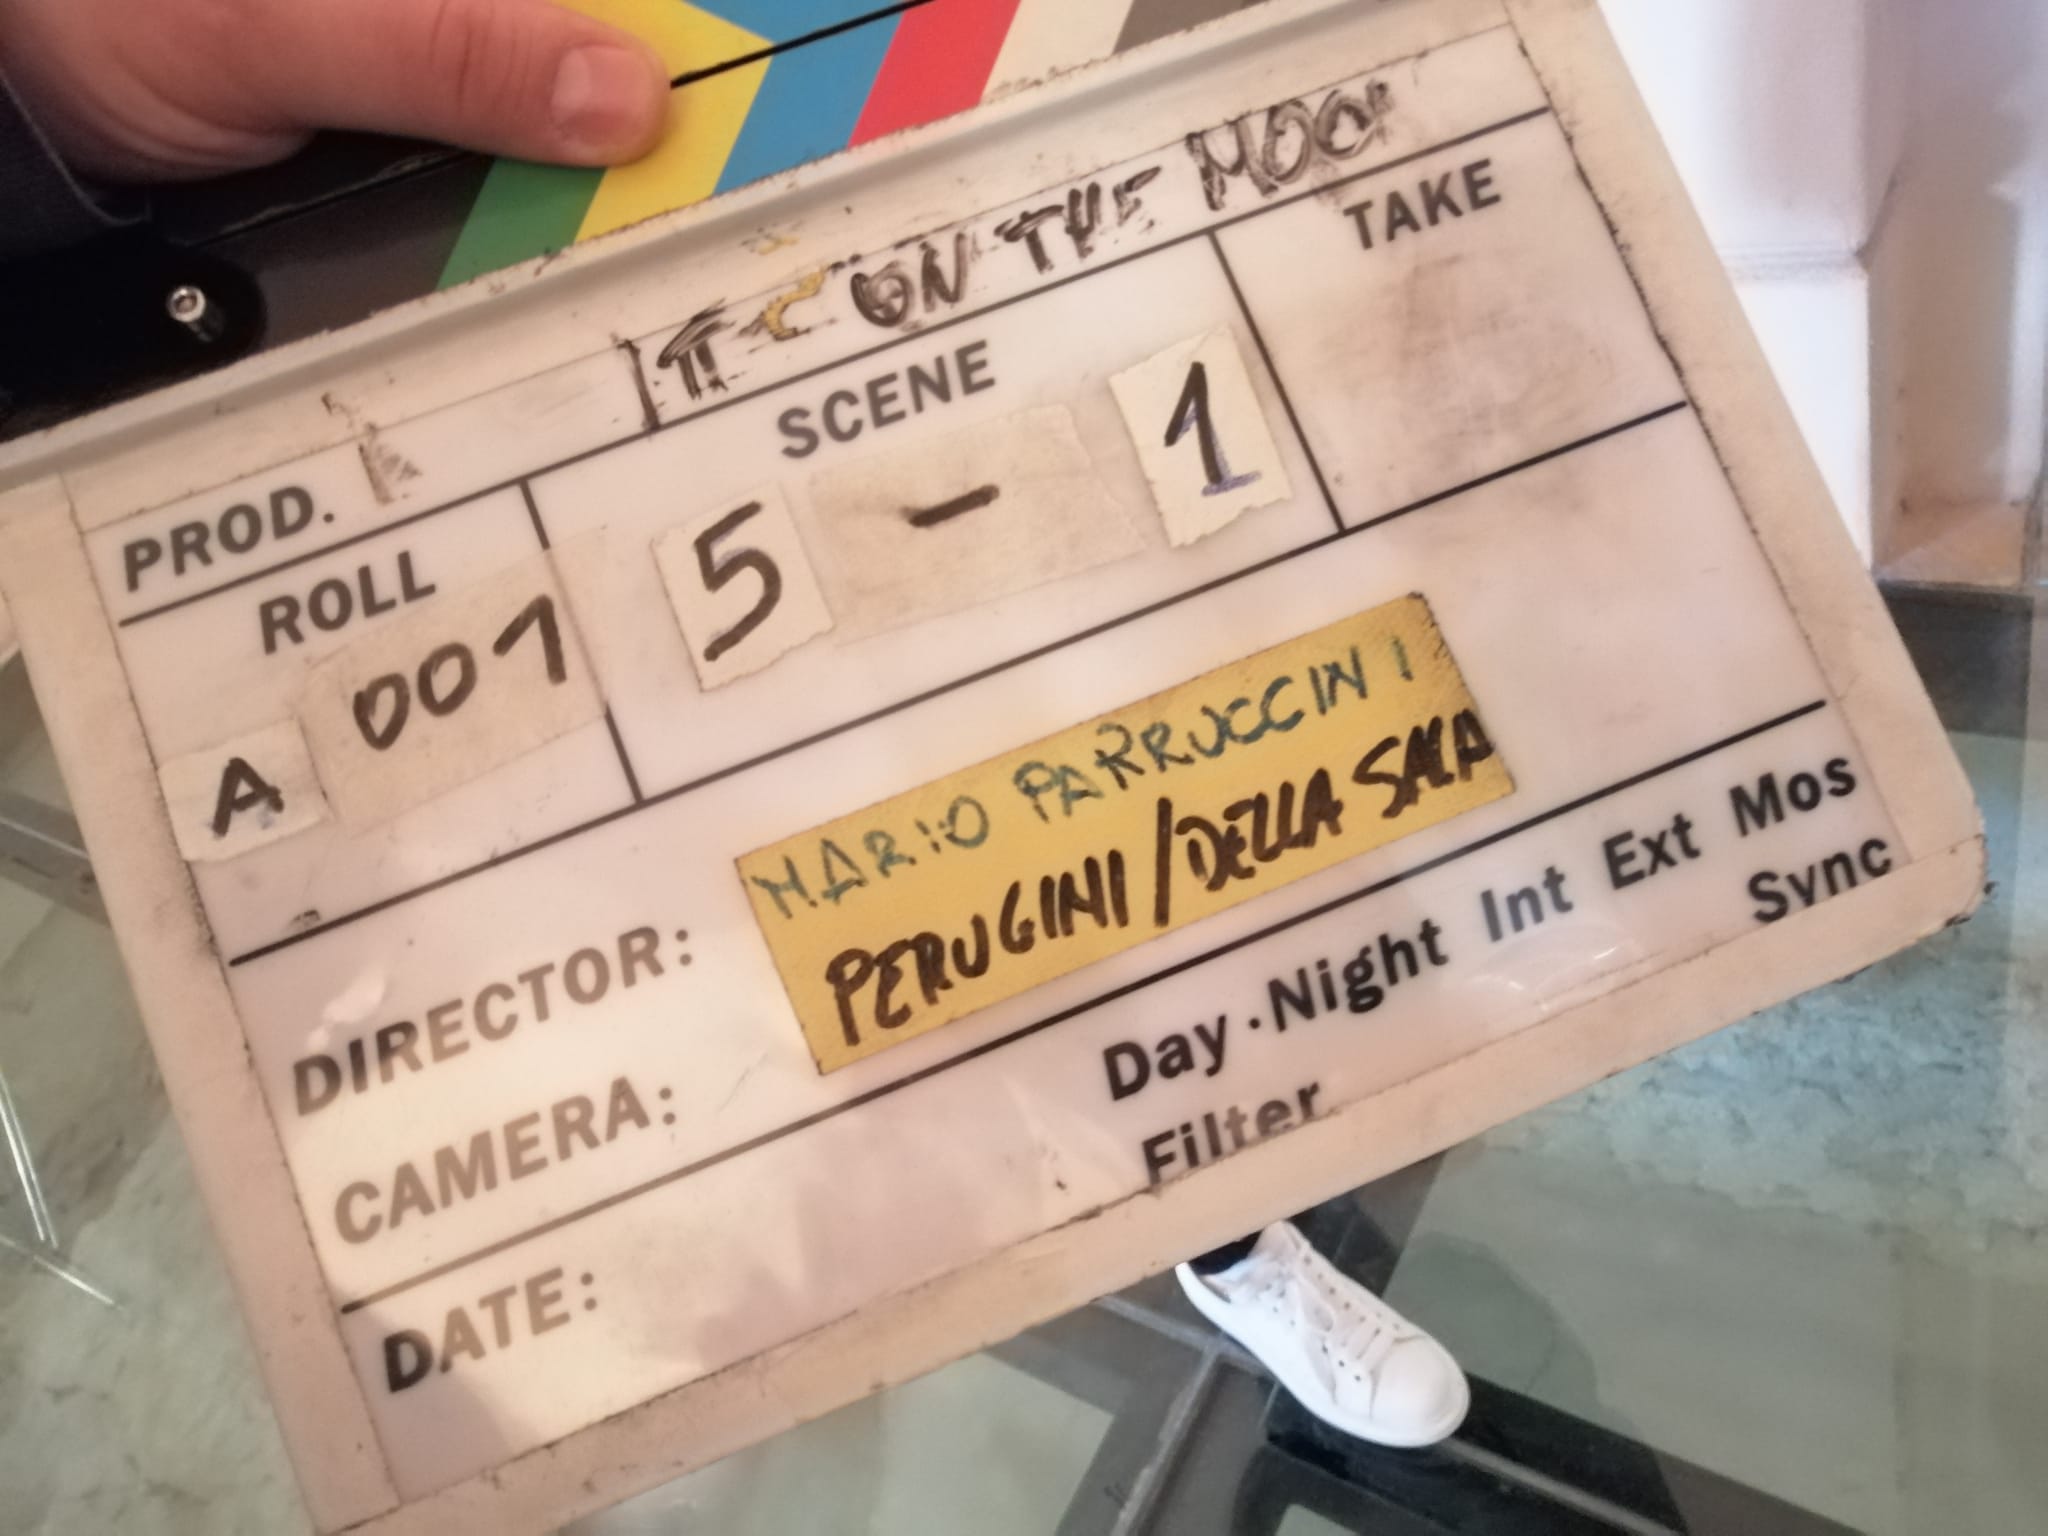 PROD. ON THE
ROLL SCENE TAKE
A 001 5 - 1
DIRECTOR: MARIO PARRUCCINI
CAMERA: PERUGINI/DELLA SALA
DATE: Day · Night Int Ext Mos
Filter Sync